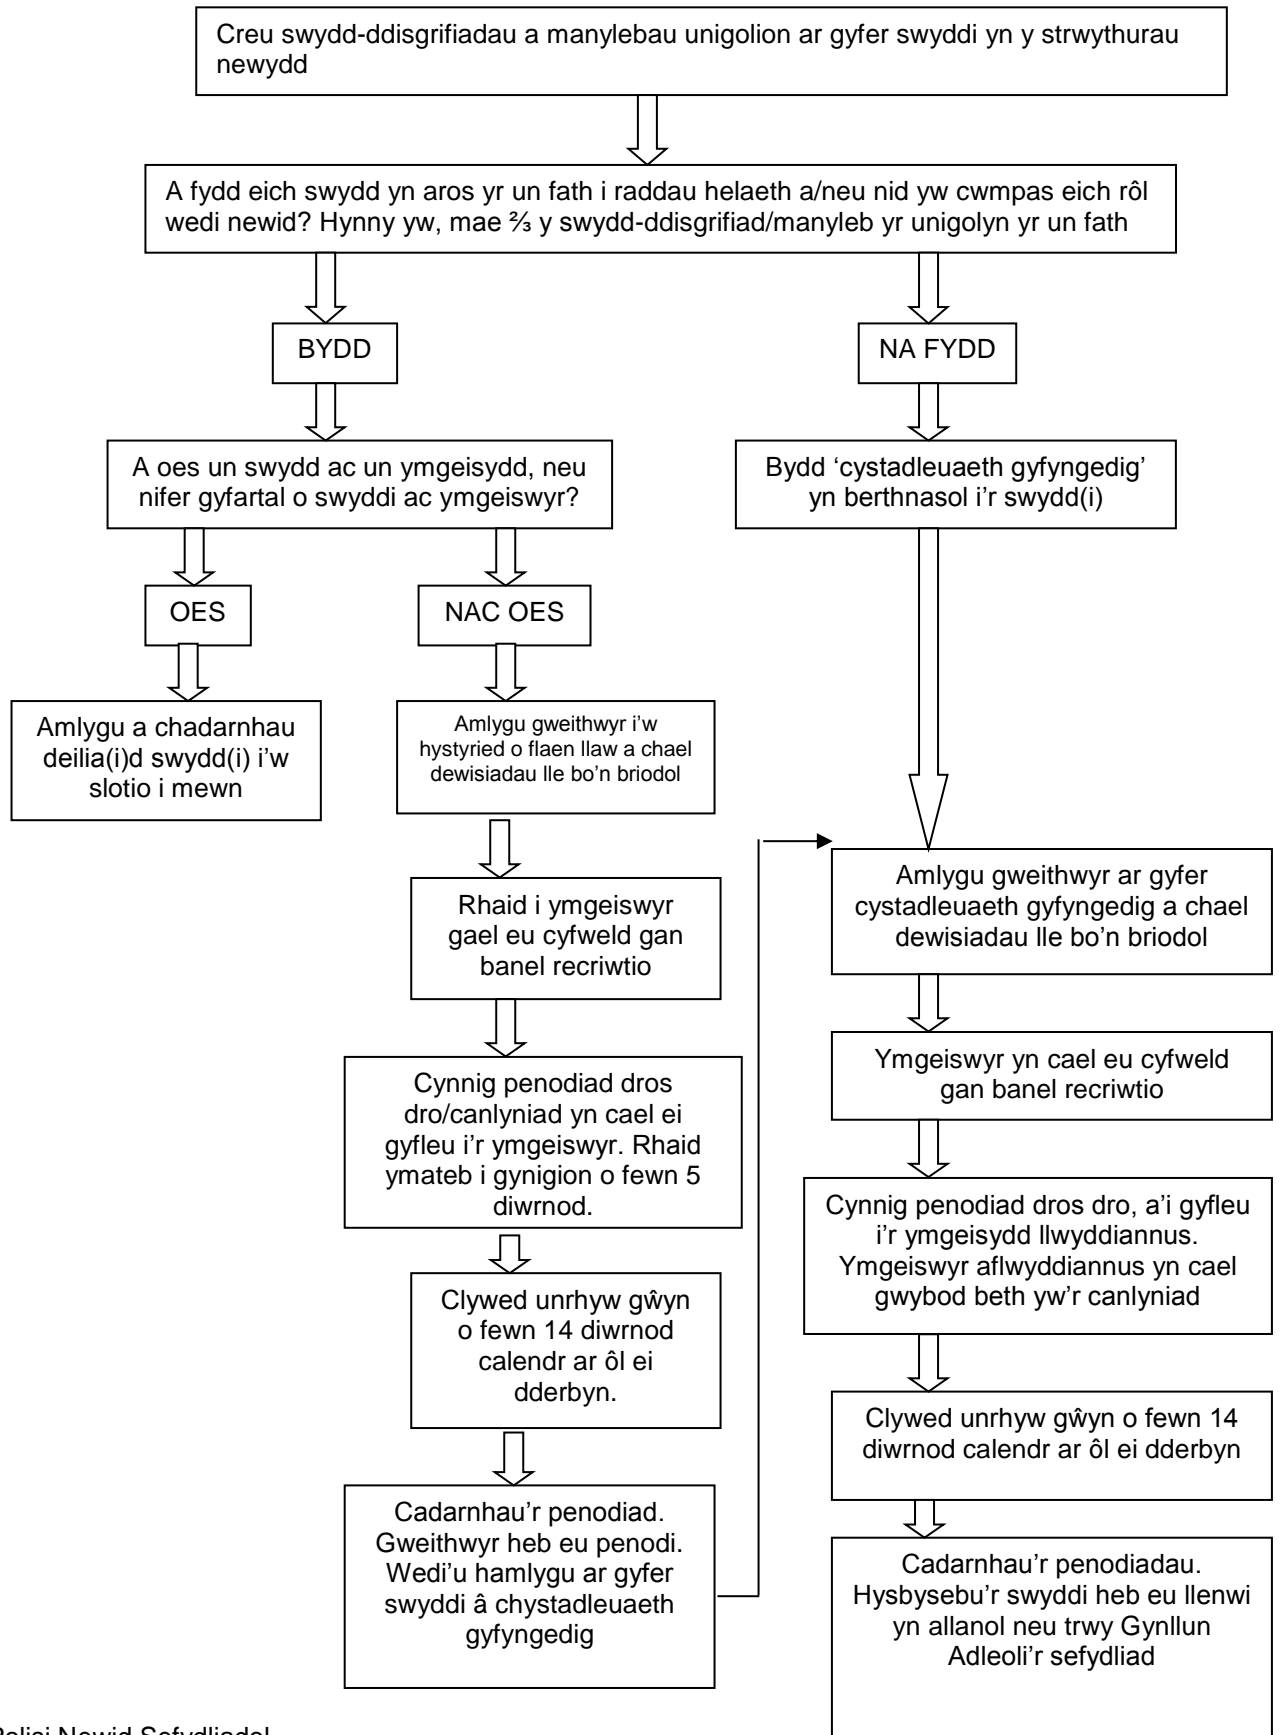 Creu swydd-ddisgrifiadau a manylebau unigolion ar gyfer swyddi yn y strwythurau
newydd
A fydd eich swydd yn aros yr un fath i raddau helaeth a/neu nid yw cwmpas eich rôl
wedi newid? Hynny yw, mae ⅔ y swydd-ddisgrifiad/manyleb yr unigolyn yr un fath
BYDD
NA FYDD
A oes un swydd ac un ymgeisydd, neu
nifer gyfartal o swyddi ac ymgeiswyr?
Bydd ‘cystadleuaeth gyfyngedig’
yn berthnasol i’r swydd(i)
OES
NAC OES
Amlygu a chadarnhau
deilia(i)d swydd(i) i’w
slotio i mewn
Amlygu gweithwyr i’w
hystyried o flaen llaw a chael
dewisiadau lle bo’n briodol
Rhaid i ymgeiswyr
gael eu cyfweld gan
banel recriwtio
Cynnig penodiad dros
dro/canlyniad yn cael ei
gyfleu i’r ymgeiswyr. Rhaid
ymateb i gynigion o fewn 5
diwrnod.
Clywed unrhyw gŵyn
o fewn 14 diwrnod
calendr ar ôl ei
dderbyn.
Cadarnhau’r penodiad.
Gweithwyr heb eu penodi.
Wedi’u hamlygu ar gyfer
swyddi â chystadleuaeth
gyfyngedig
Amlygu gweithwyr ar gyfer
cystadleuaeth gyfyngedig a chael
dewisiadau lle bo’n briodol
Ymgeiswyr yn cael eu cyfweld
gan banel recriwtio
Cynnig penodiad dros dro, a’i gyfleu
i’r ymgeisydd llwyddiannus.
Ymgeiswyr aflwyddiannus yn cael
gwybod beth yw’r canlyniad
Clywed unrhyw gŵyn o fewn 14
diwrnod calendr ar ôl ei dderbyn
Cadarnhau’r penodiadau.
Hysbysebu’r swyddi heb eu llenwi
yn allanol neu trwy Gynllun
Adleoli’r sefydliad